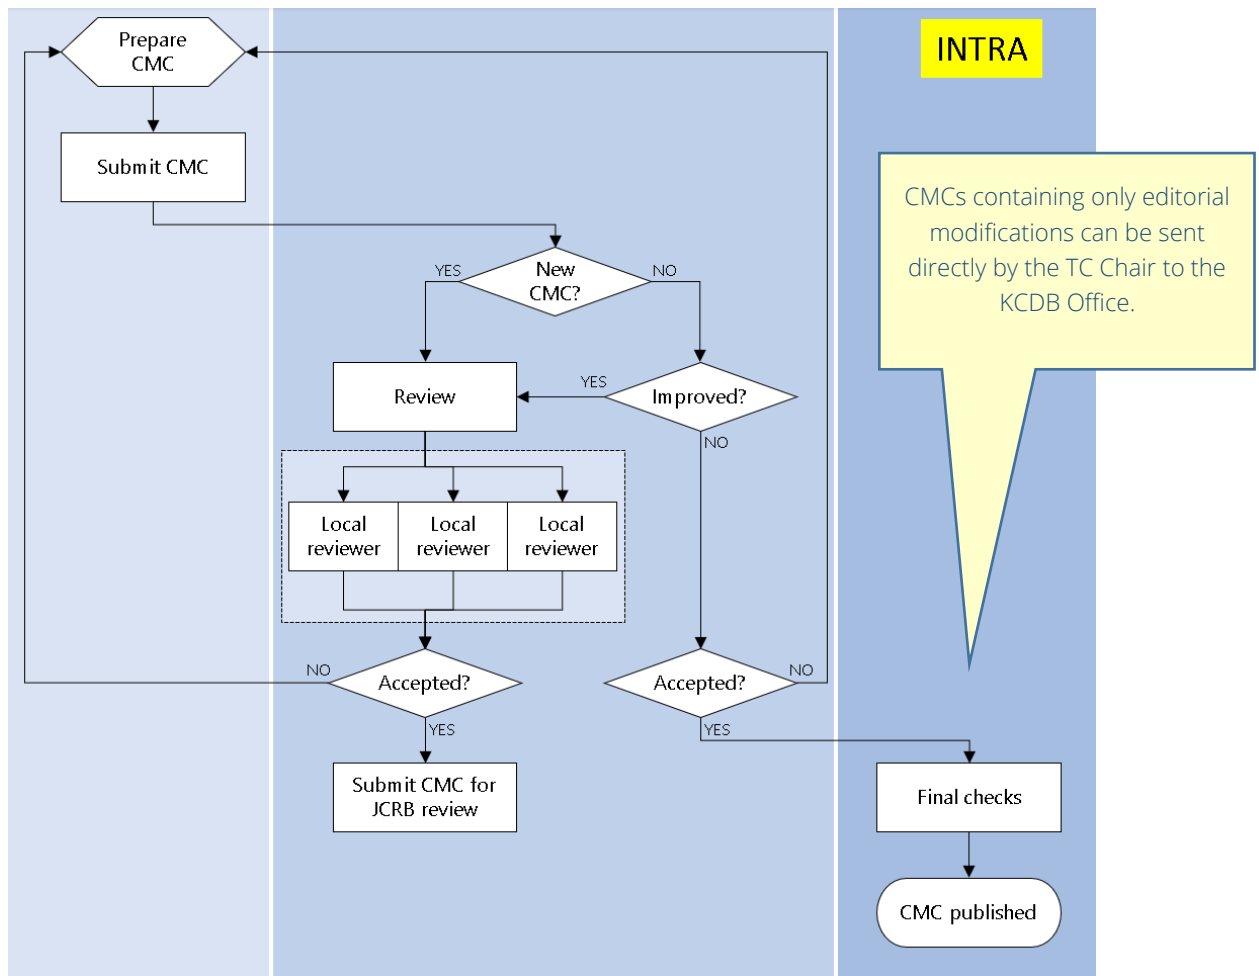 Prepare
CMC
INTRA
Submit CMC
CMCs containing only editorial
modifications can be sent
directly by the TC Chair to the
KCDB Office.
YES
New
CMC?
NO
Review
YES
Improved?
NO
Local
reviewer
Local
reviewer
Local
reviewer
NO
Accepted?
YES
Accepted?
NO
YES
Submit CMC for
JCRB review
Final checks
CMC published